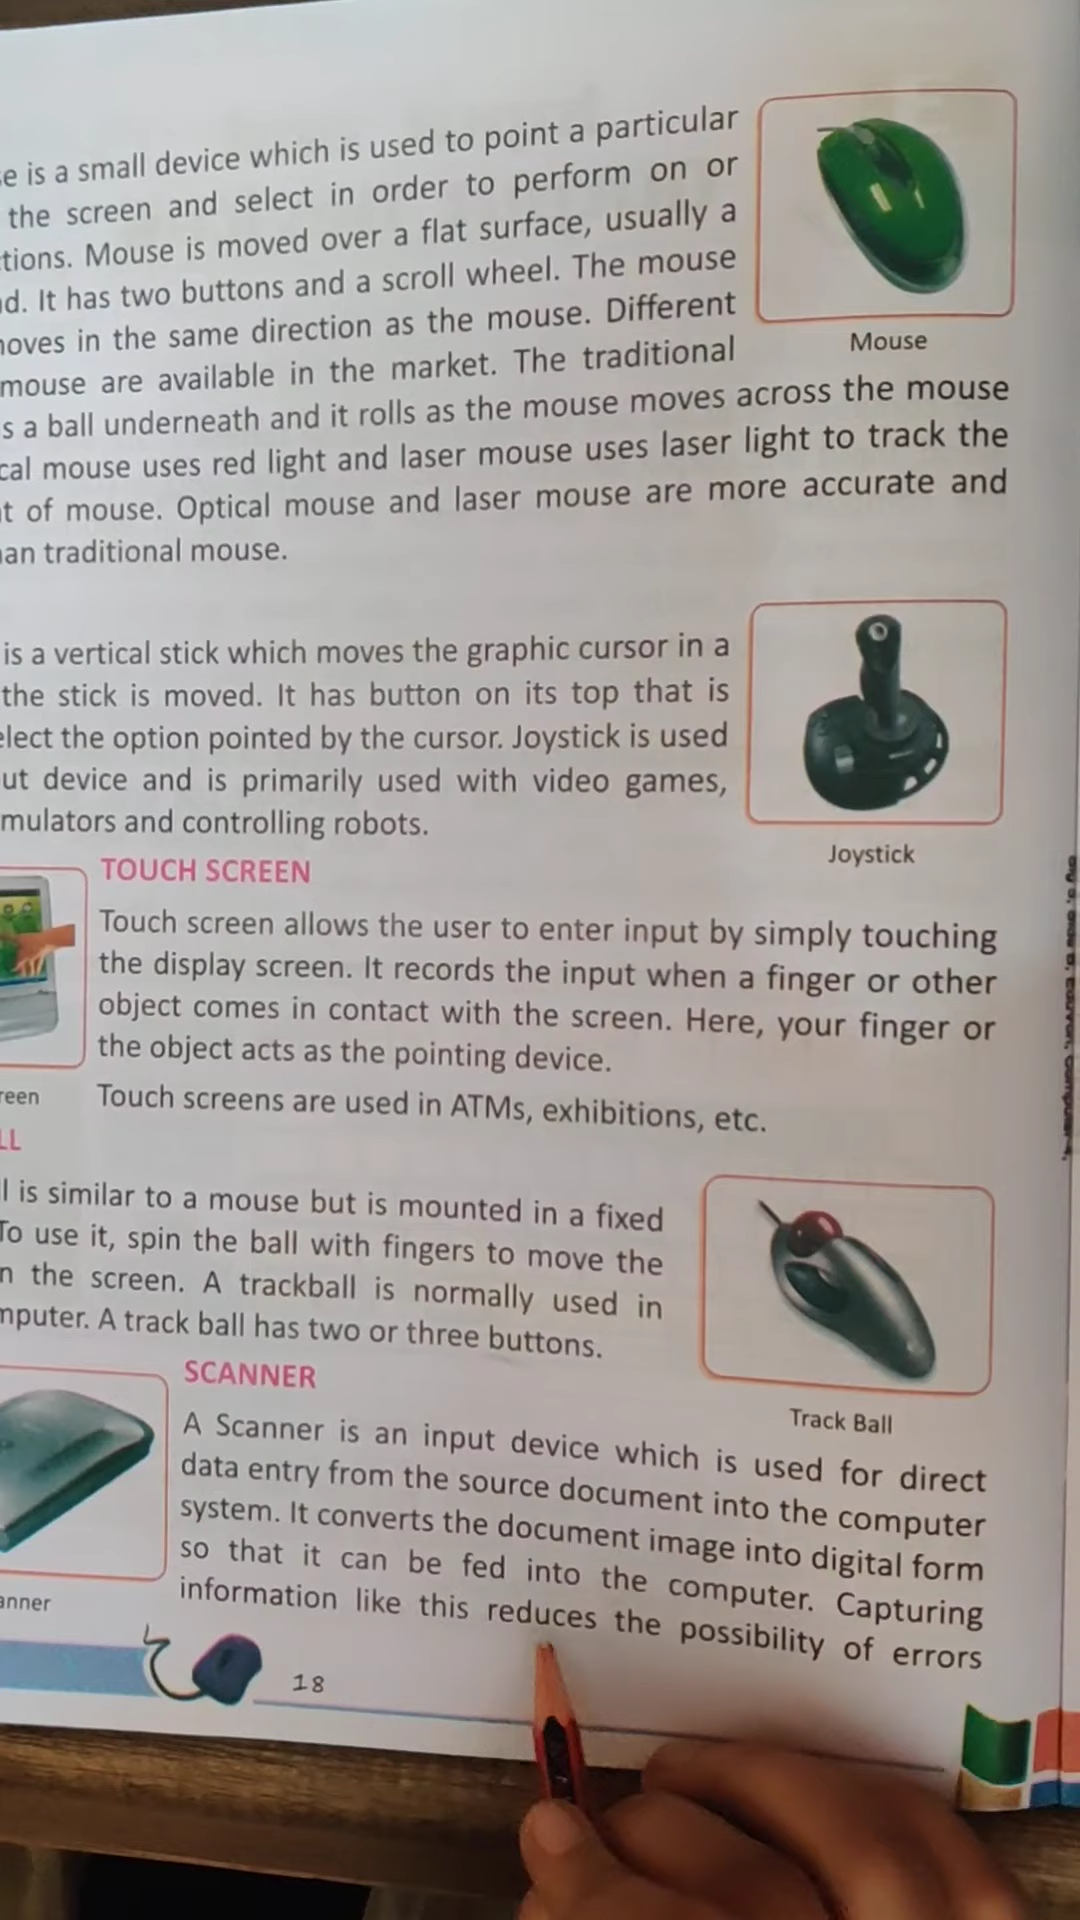 is a small device which is used to point a particular
the screen and select in order to perform on or
Mouse is moved over a flat surface, usually a
It has two buttons and a scroll wheel. The mouse
in the same direction as the mouse. Different
mouse are available in the market. The traditional
Mouse
s a ball underneath and it rolls as the mouse moves across the mouse
cal mouse uses red light and laser mouse uses laser light to track the
t of mouse. Optical mouse and laser mouse are more accurate and
an traditional mouse.
is a vertical stick which moves the graphic cursor in a
the stick is moved. It has button on its top that is
elect the option pointed by the cursor. Joystick is used
ut device and is primarily used with video games,
mulators and controlling robots.
Joystick
TOUCH SCREEN
Touch screen allows the user to enter input by simply touching
the display screen. It records the input when a finger or other
object comes in contact with the screen. Here, your finger or
the object acts as the pointing device.
reen
Touch screens are used in ATMs, exhibitions, etc.
LL
l is similar to a mouse but is mounted in a fixed
To use it, spin the ball with fingers to move the
n the screen. A trackball is normally used in
mputer. A track ball has two or three buttons.
Track Ball
SCANNER
A Scanner is an input device which is used for direct
data entry from the source document into the computer
system. It converts the document image into digital form
so that it can be fed into the computer. Capturing
information like this reduces the possibility of errors
anner
18